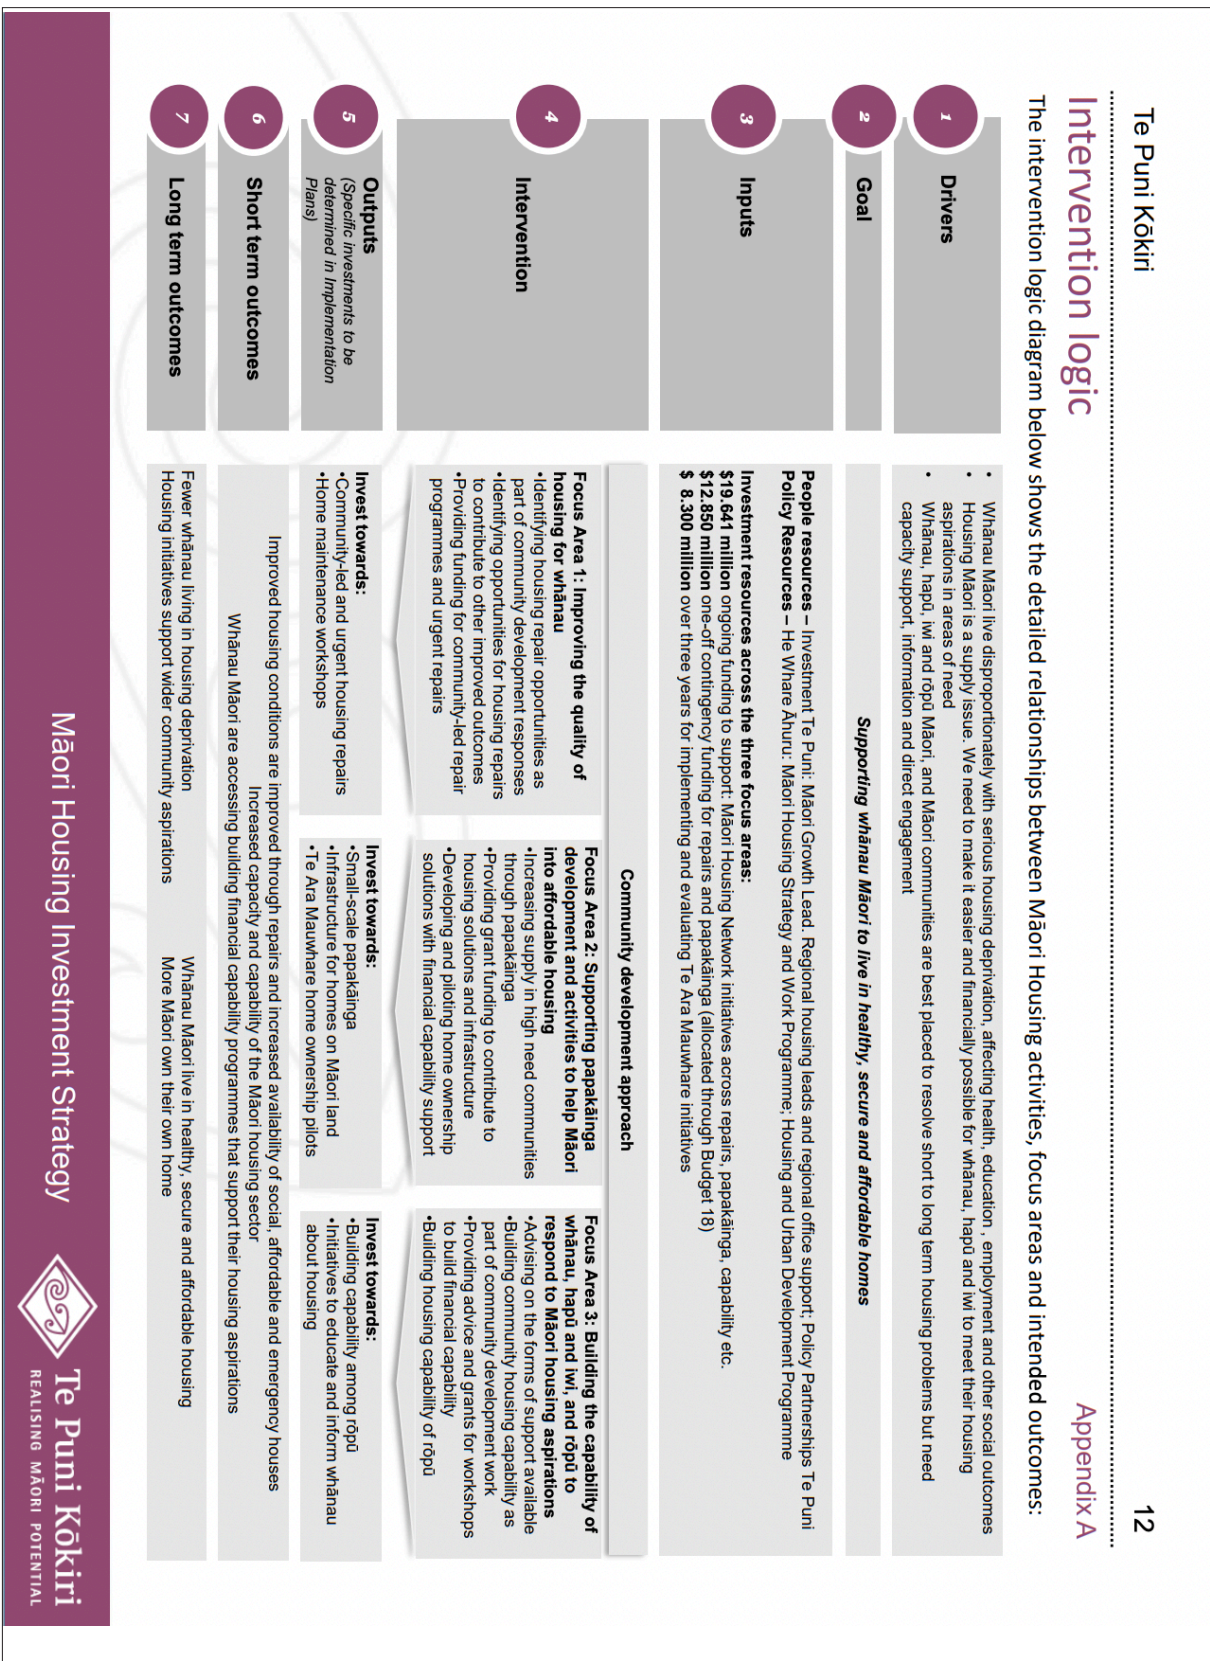 Te Puni Kōkiri
12
Intervention logic
Appendix A
The intervention logic diagram below shows the detailed relationships between Māori Housing activities, focus areas and intended outcomes:
1
Drivers
• Whānau Māori live disproportionately with serious housing deprivation, affecting health, education , employment and other social outcomes
• Housing Māori is a supply issue. We need to make it easier and financially possible for whānau, hapū and iwi to meet their housing
aspirations in areas of need
• Whānau, hapū, iwi and rōpū Māori, and Māori communities are best placed to resolve short to long term housing problems but need
capacity support, information and direct engagement
2
Goal
Supporting whānau Māori to live in healthy, secure and affordable homes
3
Inputs
People resources – Investment Te Puni: Māori Growth Lead. Regional housing leads and regional office support; Policy Partnerships Te Puni
Policy Resources – He Whare Āhuru: Māori Housing Strategy and Work Programme; Housing and Urban Development Programme
Investment resources across the three focus areas:
$19.641 million ongoing funding to support: Māori Housing Network initiatives across repairs, papakāinga, capability etc.
$12.850 million one-off contingency funding for repairs and papakāinga (allocated through Budget 18)
$ 8.300 million over three years for implementing and evaluating Te Ara Mauwhare initiatives
4
Intervention
Community development approach
Focus Area 1: Improving the quality of
housing for whānau
•Identifying housing repair opportunities as
part of community development responses
•Identifying opportunities for housing repairs
to contribute to other improved outcomes
•Providing funding for community-led repair
programmes and urgent repairs
Focus Area 2: Supporting papakāinga
development and activities to help Māori
into affordable housing
•Increasing supply in high need communities
through papakāinga
•Providing grant funding to contribute to
housing solutions and infrastructure
•Developing and piloting home ownership
solutions with financial capability support
Focus Area 3: Building the capability of
whānau, hapū and iwi, and rōpū to
respond to Māori housing aspirations
•Advising on the forms of support available
•Building community housing capability as
part of community development work
•Providing advice and grants for workshops
to build financial capability
•Building housing capability of rōpū
5
Outputs
(Specific investments to be
determined in Implementation
Plans)
Invest towards:
•Community-led and urgent housing repairs
•Home maintenance workshops
Invest towards:
•Small-scale papakāinga
•Infrastructure for homes on Māori land
•Te Ara Mauwhare home ownership pilots
Invest towards:
•Building capability among rōpū
•Initiatives to educate and inform whānau
about housing
6
Short term outcomes
Improved housing conditions are improved through repairs and increased availability of social, affordable and emergency houses
Increased capacity and capability of the Māori housing sector
Whānau Māori are accessing building financial capability programmes that support their housing aspirations
7
Long term outcomes
Fewer whānau living in housing deprivation
Housing initiatives support wider community aspirations
Whānau Māori live in healthy, secure and affordable housing
More Māori own their own home
Māori Housing Investment Strategy
Te Puni Kōkiri
REALISING MĀORI POTENTIAL